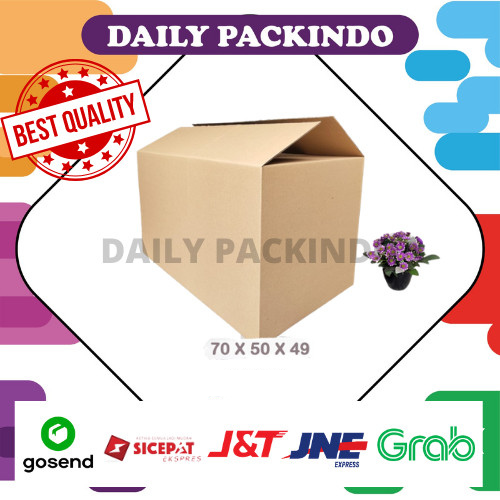 DAILY PACKINDO
BEST QUALITY
DAILY PACKINDO
70 X 50 X 49
gosend
SICEPAT
EKSPRES
J&T
JNE
EXPRESS
Grab